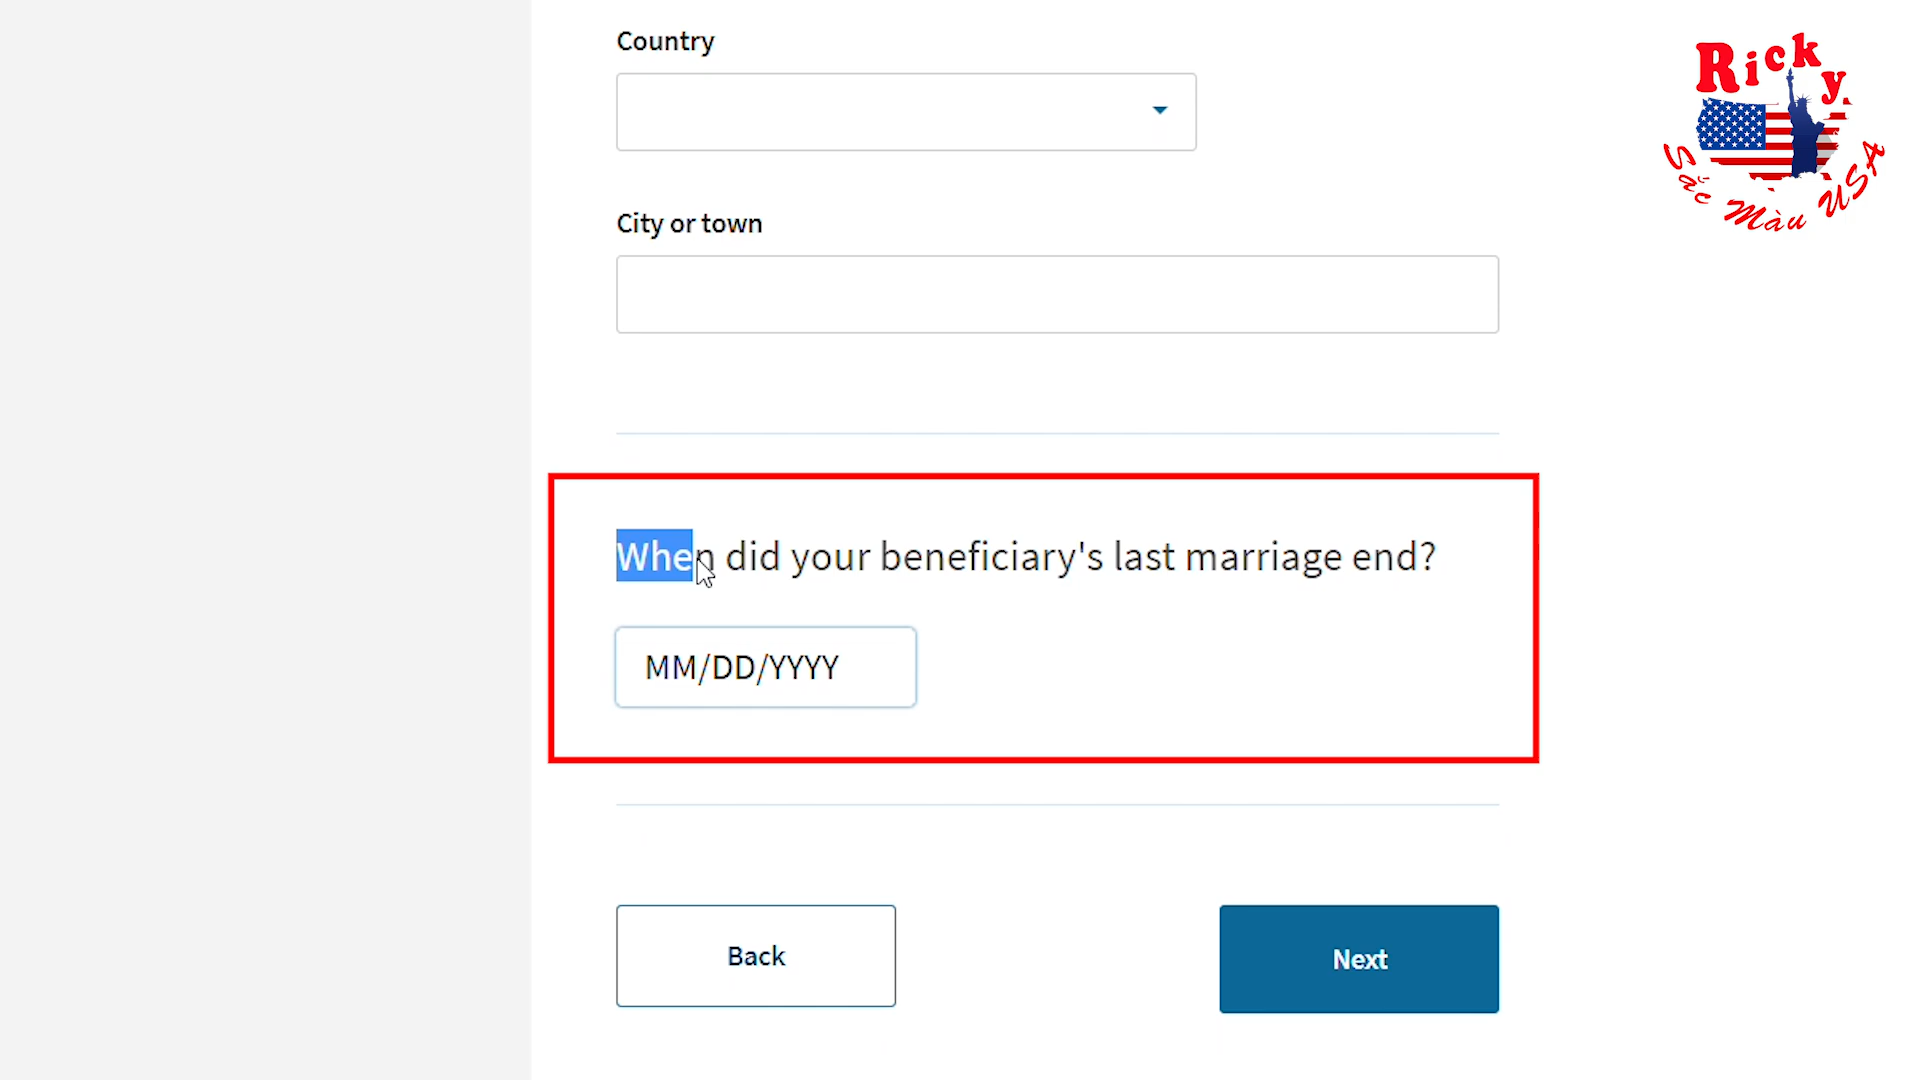 Country
City or town
When did your beneficiary's last marriage end?
MM/DD/YYYY
Back
Next
Ricky
Sắc Màu USA